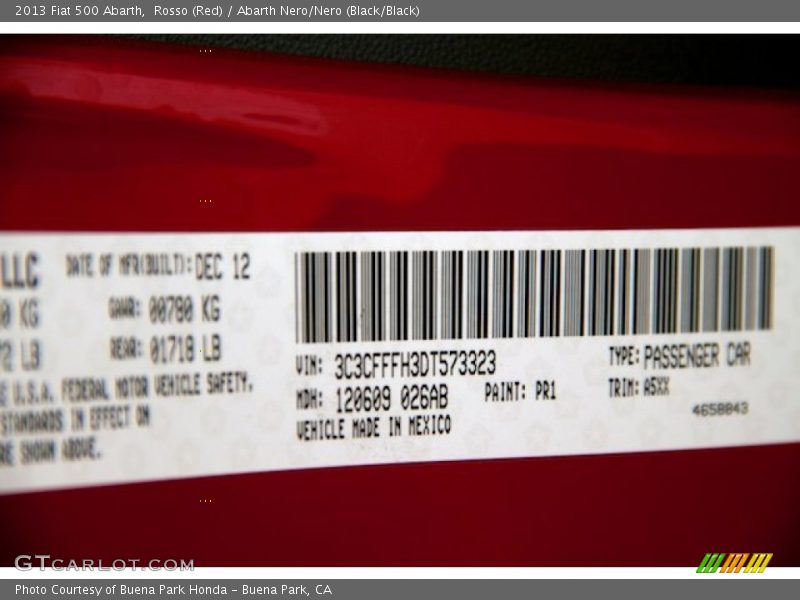 2013 Fiat 500 Abarth, Rosso (Red) / Abarth Nero/Nero (Black/Black)
LLC DATE OF MFR(BUILT): DEC 12
0 KG GAWR: 00780 KG
LB REAR: 01718 LB
U.S.A. FEDERAL MOTOR VEHICLE SAFETY.
STANDARDS IN EFFECT ON
SHOWN ABOVE.
VIN: 3C3CFFFH3DT573323 TYPE: PASSENGER CAR
MDH: 120609 026AB PAINT: PR1 TRIM: A5XX
VEHICLE MADE IN MEXICO 4658843
GTCARLOT.COM
Photo Courtesy of Buena Park Honda - Buena Park, CA